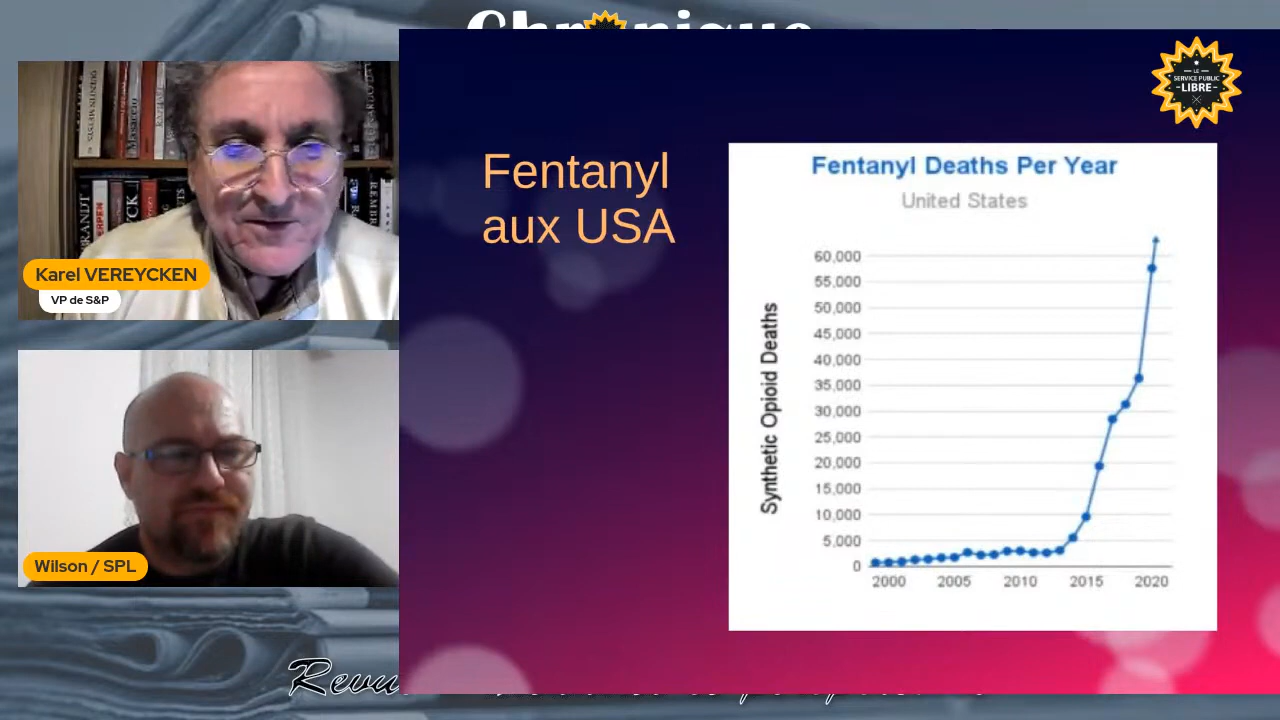 Chronique
LE
SERVICE PUBLIC
LIBRE
Karel VEREYCKEN
VP de S&P
Wilson / SPL
Fentanyl
aux USA
Fentanyl Deaths Per Year
United States
Synthetic Opioid Deaths
60,000
55,000
50,000
45,000
40,000
35,000
30,000
25,000
20,000
15,000
10,000
5,000
0
2000
2005
2010
2015
2020
Masaccio